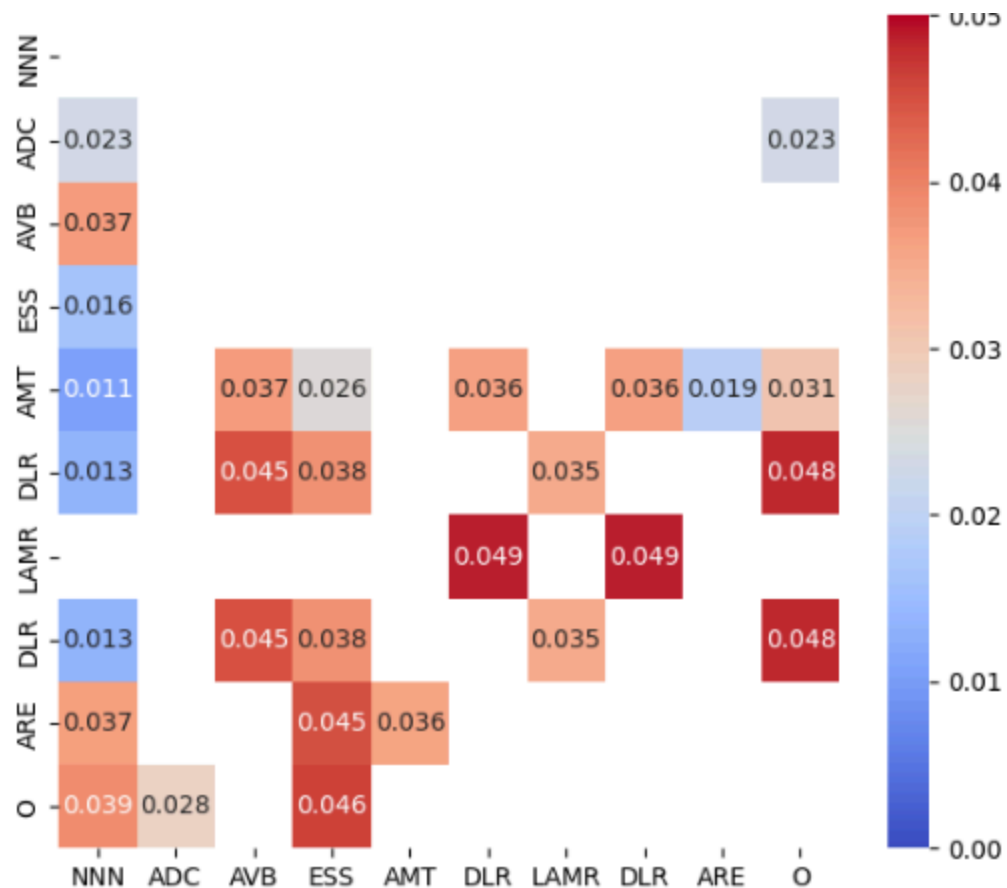 0.05
NNN
ADC 0.023 0.023
0.04
AVB 0.037
ESS 0.016
0.03
AMT 0.011 0.037 0.026 0.036 0.036 0.019 0.031
DLR 0.013 0.045 0.038 0.035 0.048
0.02
LAMR 0.049 0.049
DLR 0.013 0.045 0.038 0.035 0.048
0.01
ARE 0.037 0.045 0.036
O 0.039 0.028 0.046
0.00
NNN ADC AVB ESS AMT DLR LAMR DLR ARE O